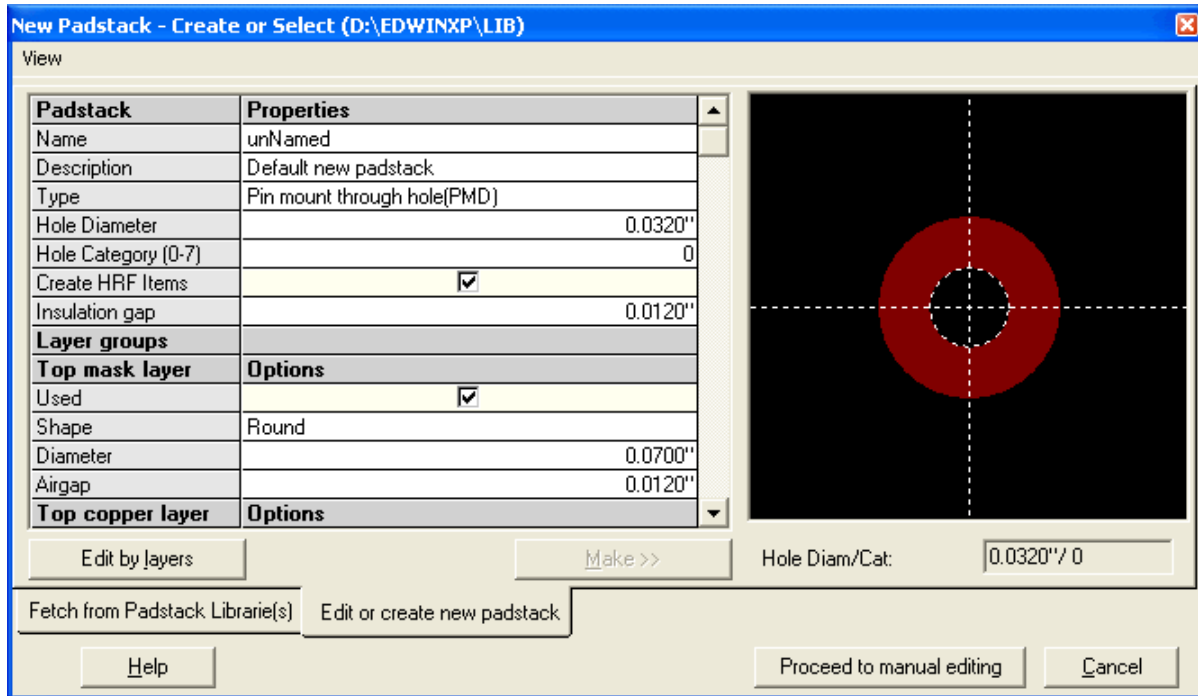 New Padstack - Create or Select (D:\EDWINXP\LIB)
View
Padstack Properties
Name unNamed
Description Default new padstack
Type Pin mount through hole(PMD)
Hole Diameter 0.0320"
Hole Category (0-7) 0
Create HRF Items
Insulation gap 0.0120"
Layer groups
Top mask layer Options
Used
Shape Round
Diameter 0.0700"
Airgap 0.0120"
Top copper layer Options
Edit by layers Make >> Hole Diam/Cat: 0.0320"/ 0
Fetch from Padstack Librarie(s) Edit or create new padstack
Help Proceed to manual editing Cancel